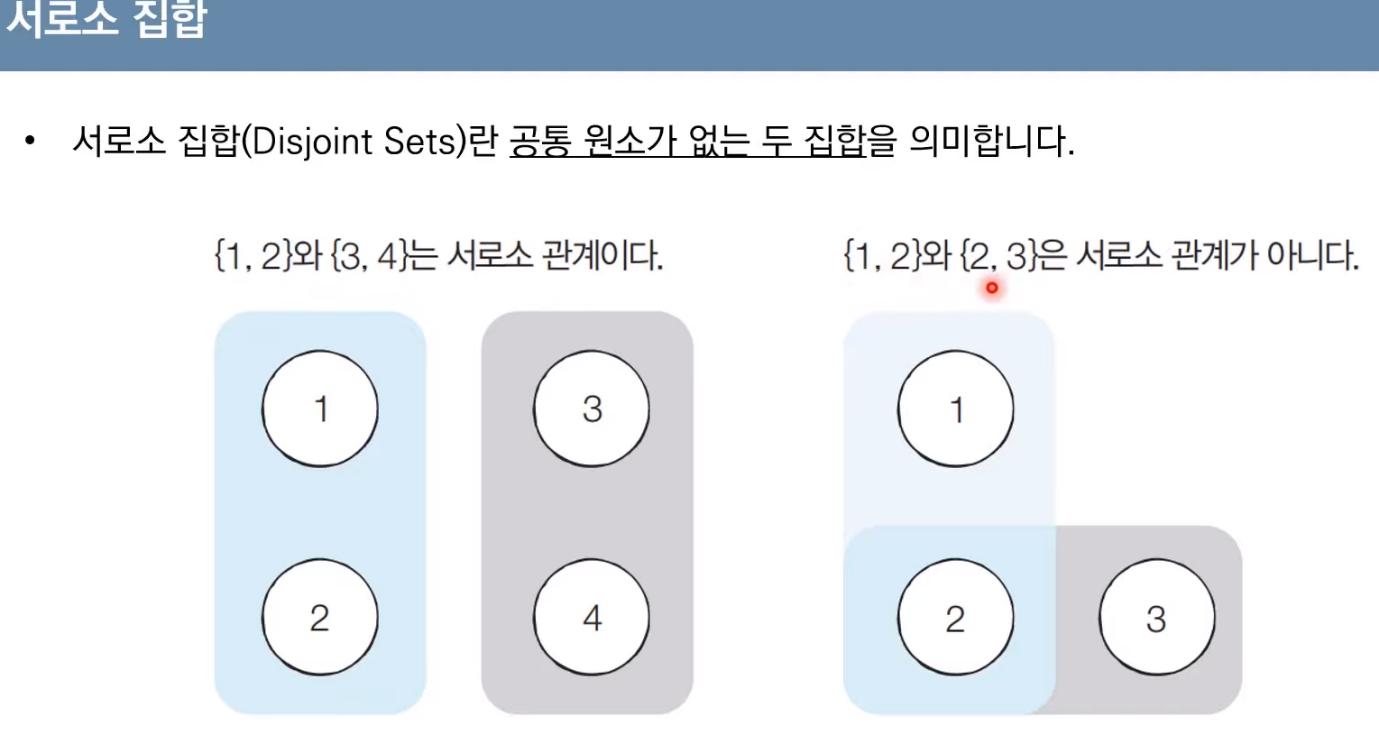 서로소 집합
• 서로소 집합(Disjoint Sets)란 공통 원소가 없는 두 집합을 의미합니다.
{1, 2}와 {3, 4}는 서로소 관계이다.
{1, 2}와 {2, 3}은 서로소 관계가 아니다.
1 3 1
2 4 2 3